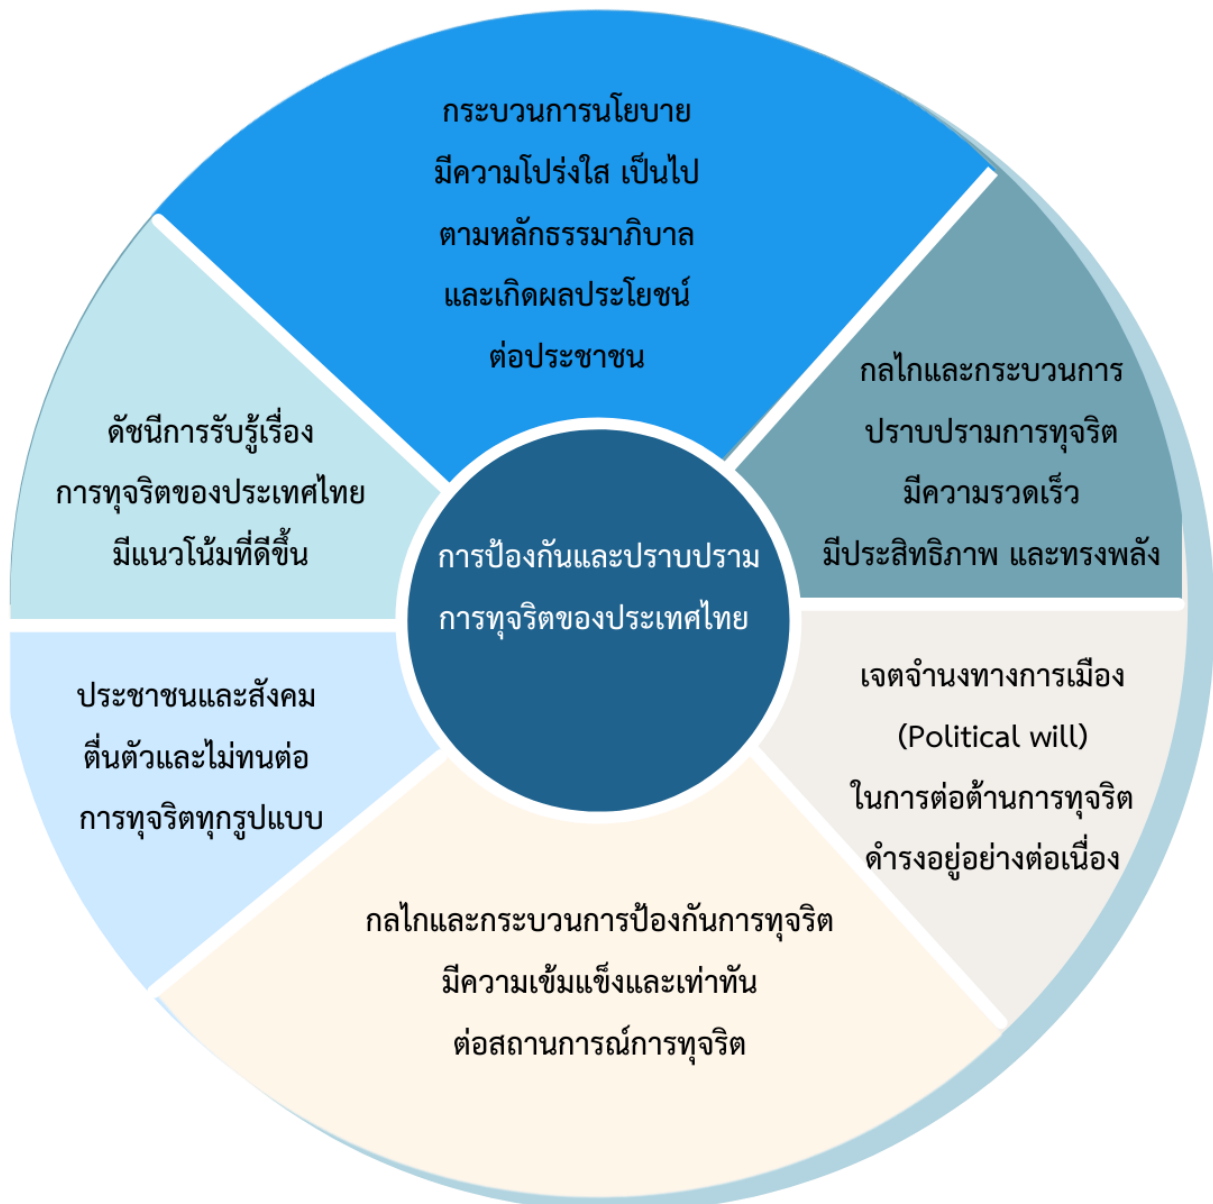 กระบวนการนโยบาย
มีความโปร่งใส เป็นไป
ตามหลักธรรมาภิบาล
และเกิดผลประโยชน์
ต่อประชาชน
กลไกและกระบวนการ
ปราบปรามการทุจริต
มีความรวดเร็ว
มีประสิทธิภาพ และทรงพลัง
เจตจำนงทางการเมือง
(Political will)
ในการต่อต้านการทุจริต
ดำรงอยู่อย่างต่อเนื่อง
กลไกและกระบวนการป้องกันการทุจริต
มีความเข้มแข็งและเท่าทัน
ต่อสถานการณ์การทุจริต
ประชาชนและสังคม
ตื่นตัวและไม่ทนต่อ
การทุจริตทุกรูปแบบ
ดัชนีการรับรู้เรื่อง
การทุจริตของประเทศไทย
มีแนวโน้มที่ดีขึ้น
การป้องกันและปราบปราม
การทุจริตของประเทศไทย